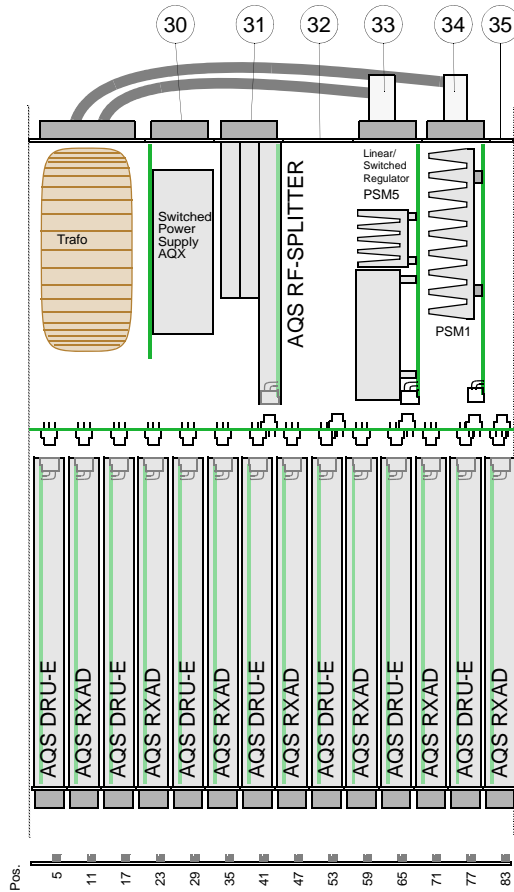 30
31
32
33
34
35
Trafo
Switched
Power
Supply
AQX
AQS RF-SPLITTER
Linear/
Switched
Regulator
PSM5
PSM1
AQS DRU-E
AQS RXAD
AQS DRU-E
AQS RXAD
AQS DRU-E
AQS RXAD
AQS DRU-E
AQS RXAD
AQS DRU-E
AQS RXAD
AQS DRU-E
AQS RXAD
AQS DRU-E
AQS RXAD
Pos.
5
11
17
23
29
35
41
47
53
59
65
71
77
83